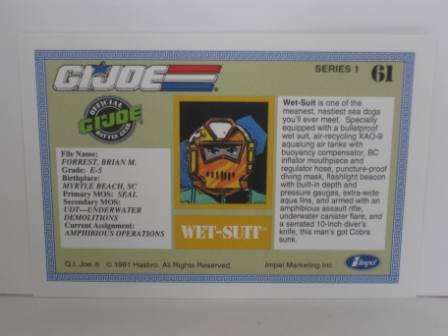 GIJOE®
SERIES 1 61
OFFICIAL
GIJOE
BATTLE GEAR
File Name:
FORREST, BRIAN M.
Grade: E-5
Birthplace:
MYRTLE BEACH, SC
Primary MOS: SEAL
Secondary MOS:
UDT—UNDERWATER
DEMOLITIONS
Current Assignment:
AMPHIBIOUS OPERATIONS
WET-SUIT™
Wet-Suit is one of the
meanest, nastiest sea dogs
you'll ever meet. Specially
equipped with a bulletproof
wet suit, air-recycling XAO-9
aqualung air tanks with
buoyancy compensator, BC
inflator mouthpiece and
regulator hose, puncture-proof
diving mask, flashlight beacon
with built-in depth and
pressure gauges, extra-wide
aqua fins, and armed with an
amphibious assault rifle,
underwater canister flare, and
a serrated 10-inch diver's
knife, this man's got Cobra
sunk.
G.I. Joe ® © 1991 Hasbro. All Rights Reserved.
Impel Marketing Inc.
impel